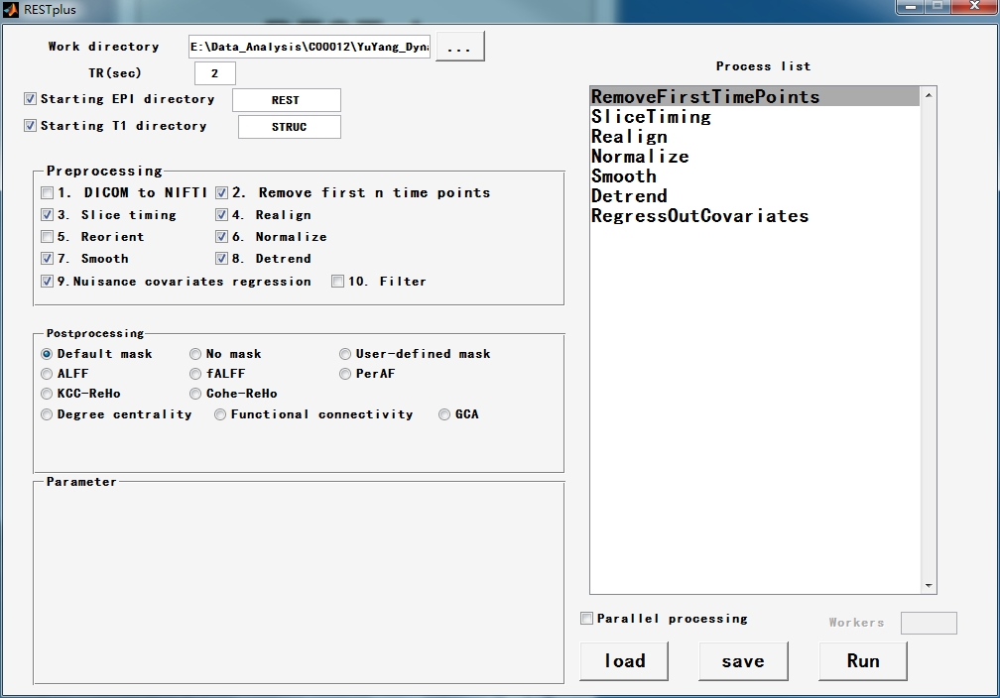 RESTplus
Work directory E:\Data_Analysis\C00012\YuYang_Dyna ...
TR(sec) 2
Starting EPI directory REST
Starting T1 directory STRUC
Preprocessing
1. DICOM to NIFTI 2. Remove first n time points
3. Slice timing 4. Realign
5. Reorient 6. Normalize
7. Smooth 8. Detrend
9.Nuisance covariates regression 10. Filter
Postprocessing
Default mask No mask User-defined mask
ALFF fALFF PerAF
KCC-ReHo Cohe-ReHo
Degree centrality Functional connectivity GCA
Parameter
Process list
RemoveFirstTimePoints
SliceTiming
Realign
Normalize
Smooth
Detrend
RegressOutCovariates
Parallel processing Workers
load save Run